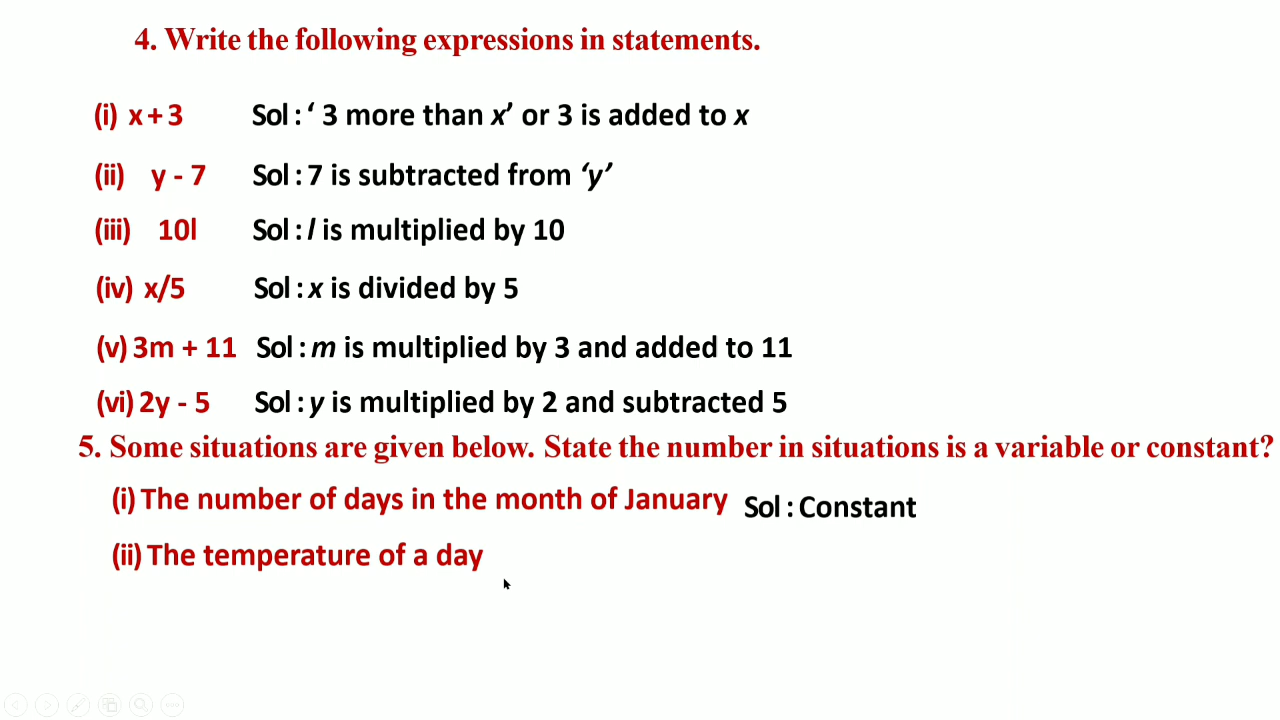 4. Write the following expressions in statements.
(i) x + 3 Sol : ‘ 3 more than x’ or 3 is added to x
(ii) y - 7 Sol : 7 is subtracted from ‘y’
(iii) 10l Sol : l is multiplied by 10
(iv) x/5 Sol : x is divided by 5
(v) 3m + 11 Sol : m is multiplied by 3 and added to 11
(vi) 2y - 5 Sol : y is multiplied by 2 and subtracted 5
5. Some situations are given below. State the number in situations is a variable or constant?
(i) The number of days in the month of January Sol : Constant
(ii) The temperature of a day